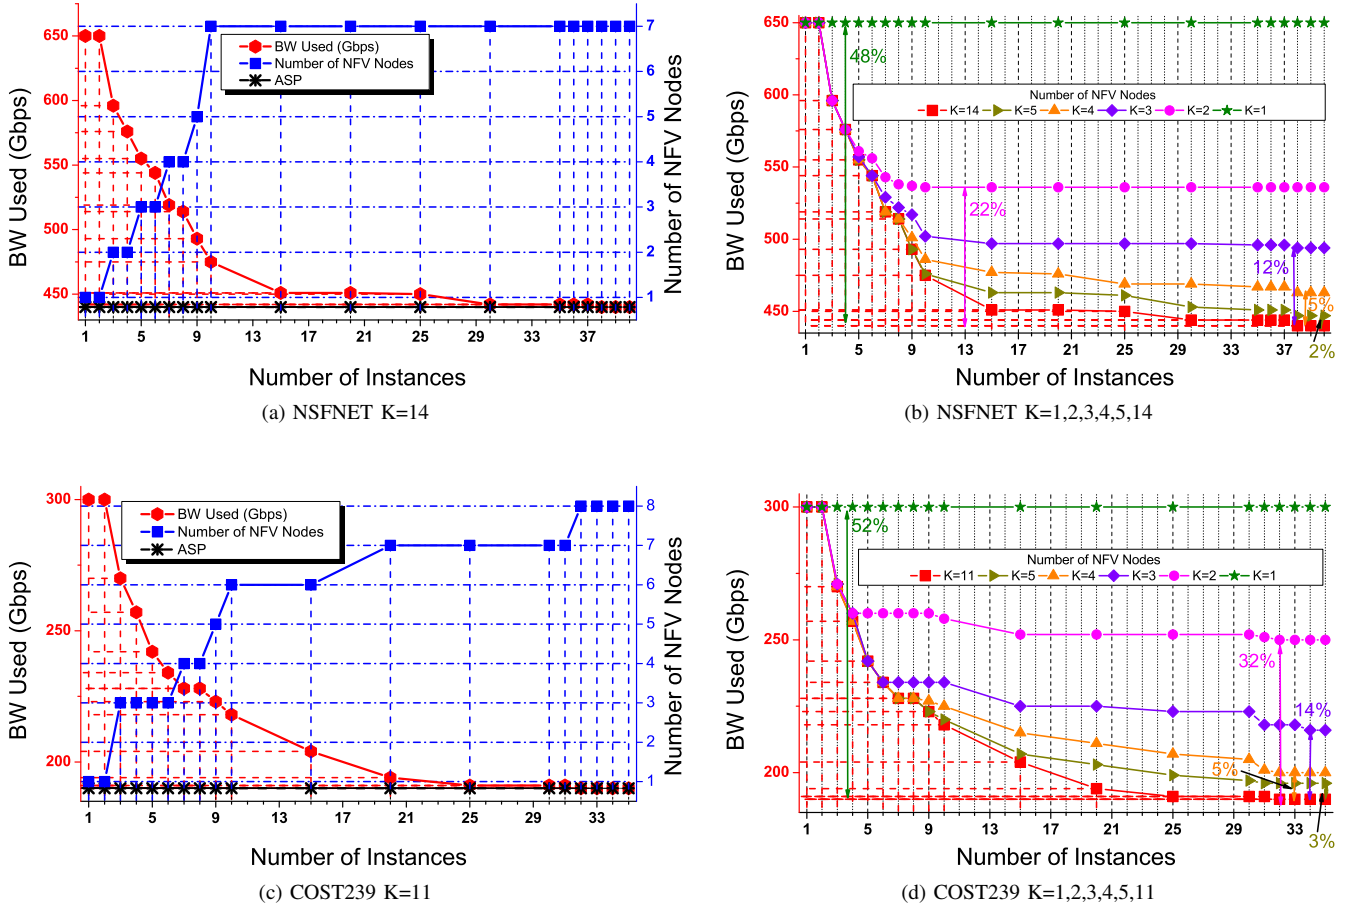 650
600
550
500
450
BW Used (Gbps)
BW Used (Gbps)
Number of NFV Nodes
ASP
7
6
5
4
3
2
1
Number of NFV Nodes
1 5 9 13 17 21 25 29 33 37
Number of Instances
(a) NSFNET K=14
650
600
550
500
450
BW Used (Gbps)
48%
Number of NFV Nodes
K=14 K=5 K=4 K=3 K=2 K=1
22%
12%
5%
2%
1 5 9 13 17 21 25 29 33 37
Number of Instances
(b) NSFNET K=1,2,3,4,5,14
300
250
200
BW Used (Gbps)
BW Used (Gbps)
Number of NFV Nodes
ASP
8
7
6
5
4
3
2
1
Number of NFV Nodes
1 5 9 13 17 21 25 29 33
Number of Instances
(c) COST239 K=11
300
250
200
BW Used (Gbps)
52%
Number of NFV Nodes
K=11 K=5 K=4 K=3 K=2 K=1
32%
14%
5%
3%
1 5 9 13 17 21 25 29 33
Number of Instances
(d) COST239 K=1,2,3,4,5,11